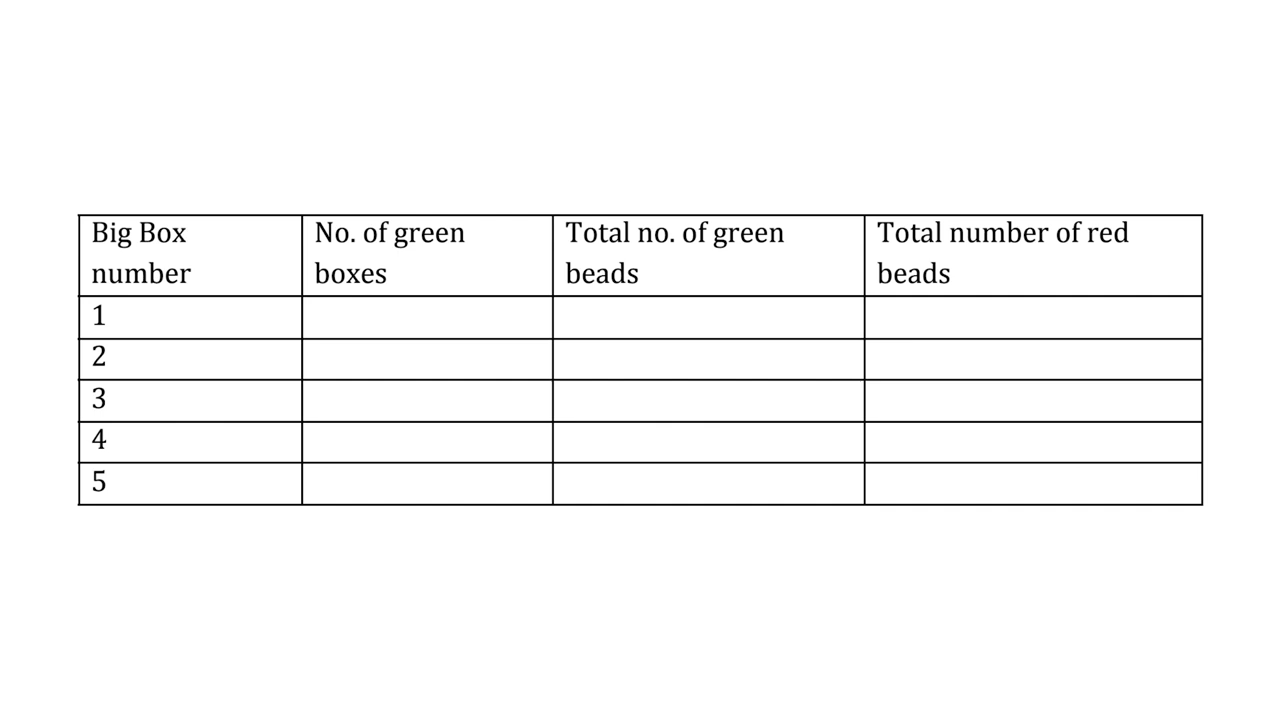 Big Box number
No. of green boxes
Total no. of green beads
Total number of red beads
1
2
3
4
5